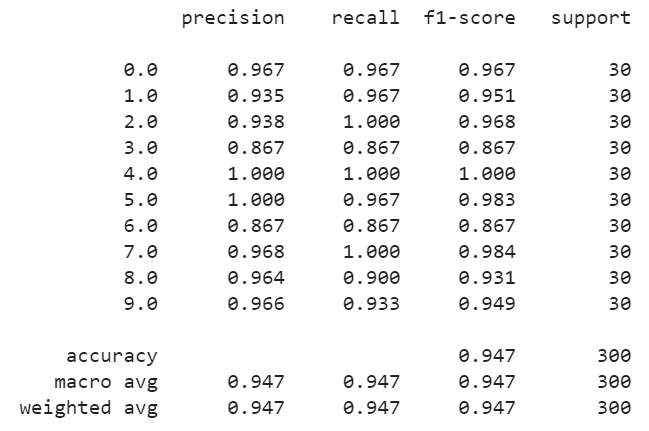 precision recall f1-score support
0.0 0.967 0.967 0.967 30
1.0 0.935 0.967 0.951 30
2.0 0.938 1.000 0.968 30
3.0 0.867 0.867 0.867 30
4.0 1.000 1.000 1.000 30
5.0 1.000 0.967 0.983 30
6.0 0.867 0.867 0.867 30
7.0 0.968 1.000 0.984 30
8.0 0.964 0.900 0.931 30
9.0 0.966 0.933 0.949 30
accuracy 0.947 300
macro avg 0.947 0.947 0.947 300
weighted avg 0.947 0.947 0.947 300